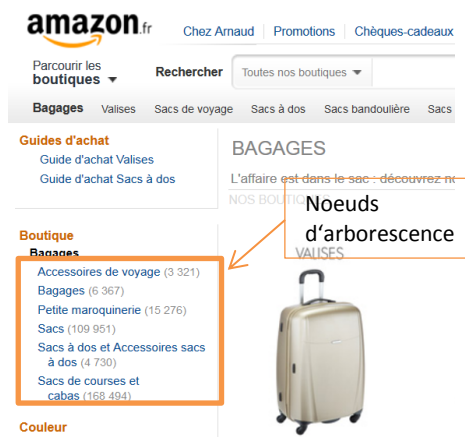 amazon.fr
Chez Arnaud Promotions Chèques-cadeaux
Parcourir les
boutiques
Rechercher
Toutes nos boutiques
Bagages Valises Sacs de voyage Sacs à dos Sacs bandoulière Sacs
Guides d'achat
Guide d'achat Valises
Guide d'achat Sacs à dos
BAGAGES
L'affaire est dans le sac : découvrez
NOS
Noeuds
d'arborescence
Boutique
Bagages
Accessoires de voyage (3 321)
Bagages (6 367)
Petite maroquinerie (15 276)
Sacs (109 951)
Sacs à dos et Accessoires sacs
à dos (4 730)
Sacs de courses et
cabas (168 494)
VALISES
Couleur